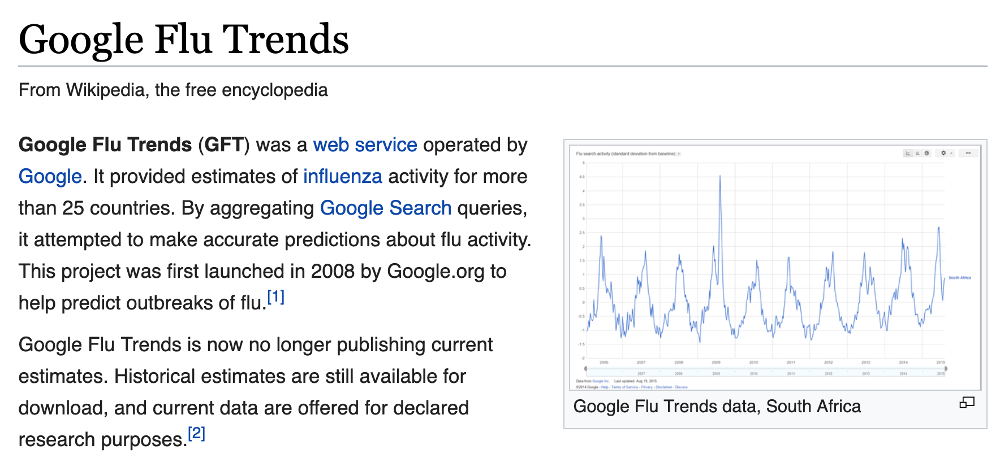 Google Flu Trends
From Wikipedia, the free encyclopedia
Google Flu Trends (GFT) was a web service operated by
Google. It provided estimates of influenza activity for more
than 25 countries. By aggregating Google Search queries,
it attempted to make accurate predictions about flu activity.
This project was first launched in 2008 by Google.org to
help predict outbreaks of flu.[1]
Google Flu Trends is now no longer publishing current
estimates. Historical estimates are still available for
download, and current data are offered for declared
research purposes.[2]
Flu search activity (standard deviation from baseline) ?
5
4.5
4
3.5
3
2.5
2
1.5
1
0.5
0
-0.5
-1
-1.5
-2
South Africa
2006 2007 2008 2009 2010 2011 2012 2013 2014 2015
2007 2008 2009 2010 2011 2012 2013 2014 2015
Data from Google Inc. Last updated Aug 19, 2015
©2014 Google - Help - Terms of Service - Privacy - Disclaimer - Discuss
Google Flu Trends data, South Africa